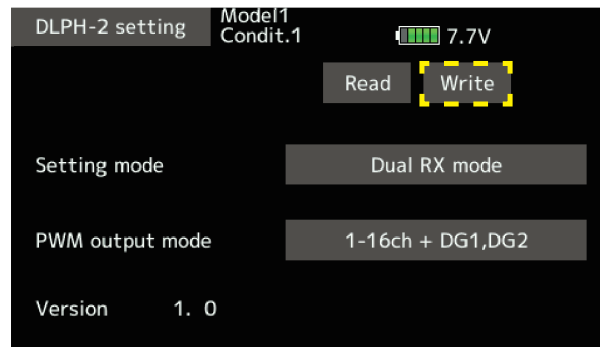 DLPH-2 setting
Model1
Condit.1
7.7V
Read Write
Setting mode Dual RX mode
PWM output mode 1-16ch + DG1,DG2
Version 1. 0